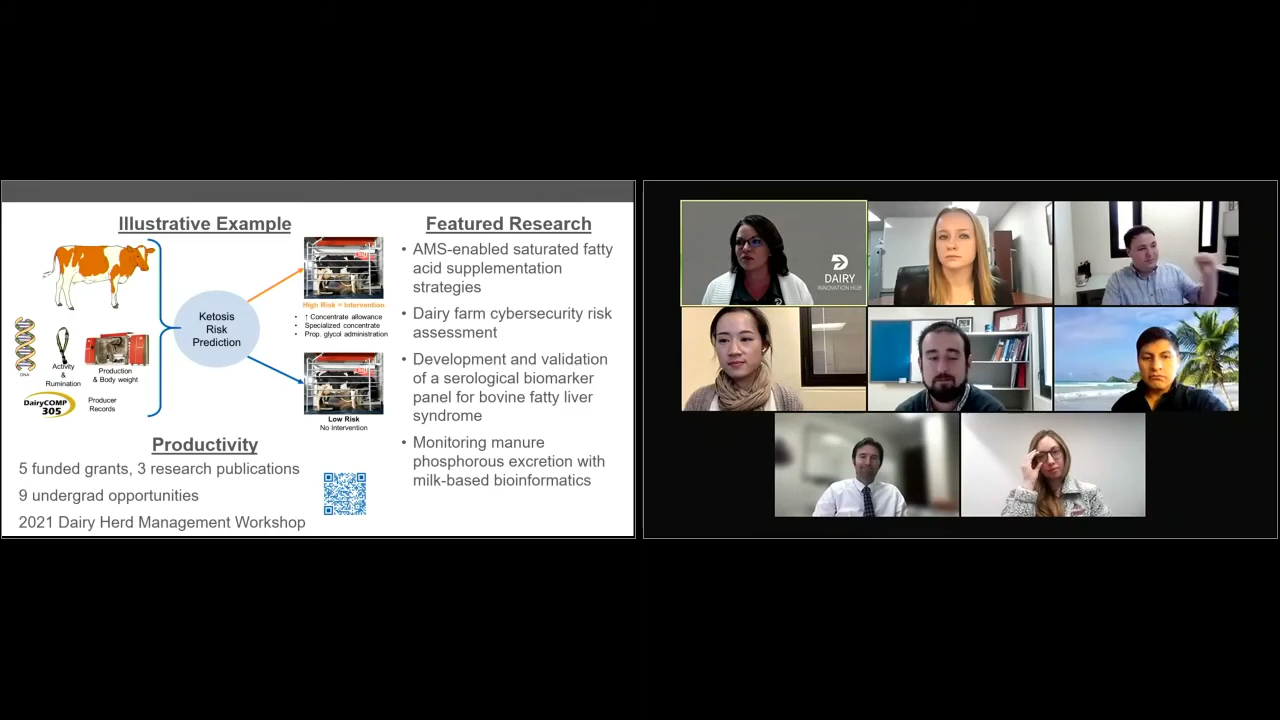 Illustrative Example
DNA
Activity
&
Rumination
Production
& Body weight
DairyCOMP
305
Producer
Records
Ketosis
Risk
Prediction
High Risk = Intervention
• ↑ Concentrate allowance
• Specialized concentrate
• Prop. glycol administration
Low Risk
No Intervention
Productivity
5 funded grants, 3 research publications
9 undergrad opportunities
2021 Dairy Herd Management Workshop
Featured Research
• AMS-enabled saturated fatty
acid supplementation
strategies
• Dairy farm cybersecurity risk
assessment
• Development and validation
of a serological biomarker
panel for bovine fatty liver
syndrome
• Monitoring manure
phosphorous excretion with
milk-based bioinformatics
DAIRY
INNOVATION HUB